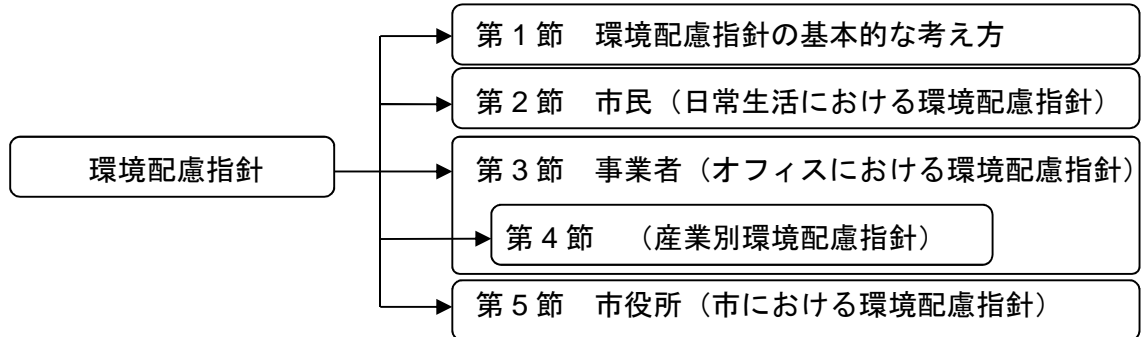 第１節　環境配慮指針の基本的な考え方
第２節　市民（日常生活における環境配慮指針）
環境配慮指針
第３節　事業者（オフィスにおける環境配慮指針）
第４節　（産業別環境配慮指針）
第５節　市役所（市における環境配慮指針）